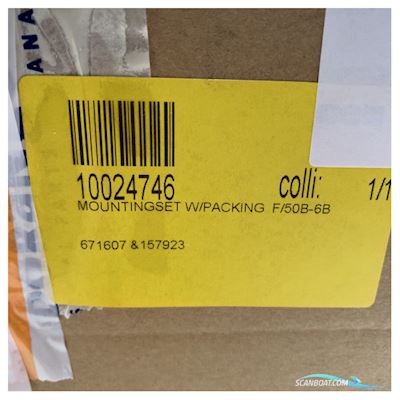 10024746 colli: 1/1
MOUNTINGSET W/PACKING F/50B-6B
671607 &157923
SCANBOAT.COM